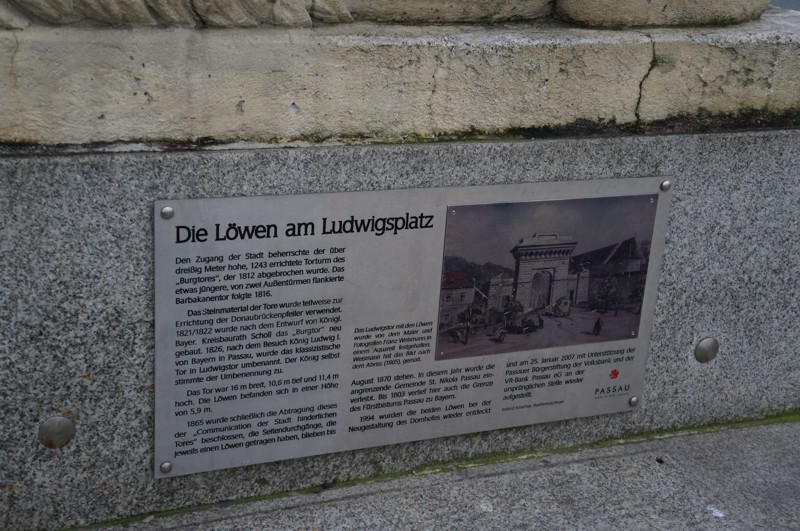 Die Löwen am Ludwigsplatz
Den Zugang der Stadt beherrschte der über
dreißig Meter hohe, 1243 errichtete Torturm des
„Burgtores", der 1812 abgebrochen wurde. Das
etwas jüngere, von zwei Außentürmen flankierte
Barbakanentor folgte 1816.
Das Steinmaterial der Tore wurde teilweise zur
Errichtung der Donaubrückenpfeiler verwendet.
1821/1822 wurde nach dem Entwurf von Königl.
Bayer. Kreisbaurath Scholl das „Burgtor" neu
gebaut. 1826, nach dem Besuch König Ludwig I.
von Bayern in Passau, wurde das klassizistische
Tor in Ludwigstor umbenannt. Der König selbst
stimmte der Umbenennung zu.
Das Tor war 16 m breit, 10,6 m tief und 11,4 m
hoch. Die Löwen befanden sich in einer Höhe
von 5,9 m.
1865 wurde schließlich die Abtragung dieses
der „Communication der Stadt hinderlichen
Tores" beschlossen, die Seitendurchgänge, die
jeweils einen Löwen getragen haben, blieben bis
Das Ludwigstor mit den Löwen
wurde von dem Maler und
Fotografen Franz Weismann in
einem Aquarell festgehalten.
Weismann hat das Bild nach
dem Abriss (1905), gemalt.
August 1870 stehen. In diesem Jahre wurde die
angrenzende Gemeinde St. Nikola Passau ein-
verleibt. Bis 1803 verlief hier auch die Grenze
des Fürstbistums Passau zu Bayern.
1994 wurden die beiden Löwen bei der
Neugestaltung des Domhofes wieder entdeckt
und am 25. Januar 2007 mit Unterstützung der
Passauer Bürgerstiftung der Volksbank und der
VR-Bank Passau eG an der
ursprünglichen Stelle wieder
aufgestellt.
PASSAU